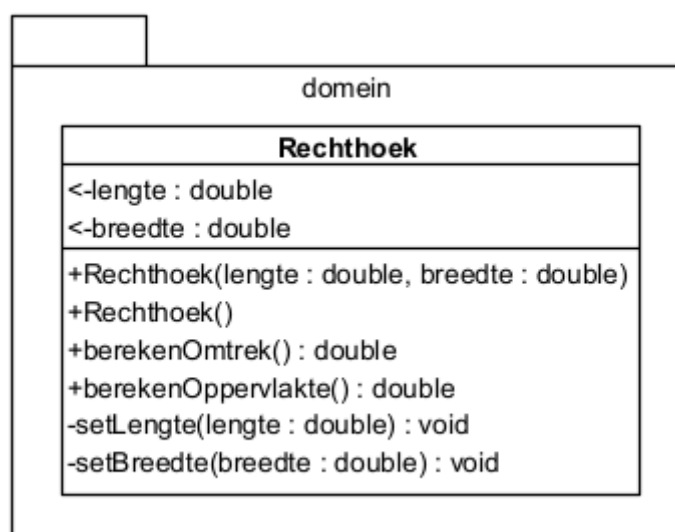 domein
Rechthoek
<-lengte : double
<-breedte : double
+Rechthoek(lengte : double, breedte : double)
+Rechthoek()
+berekenOmtrek() : double
+berekenOppervlakte() : double
-setLengte(lengte : double) : void
-setBreedte(breedte : double) : void